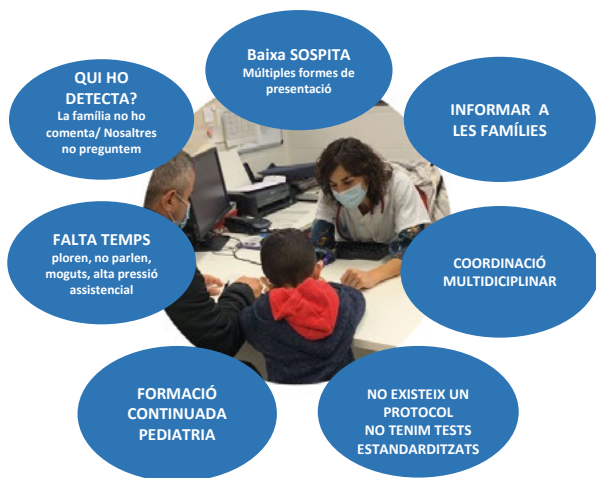 Baixa SOSPITA
Múltiples formes de
presentació
INFORMAR A
LES FAMÍLIES
COORDINACIÓ
MULTIDICIPLINAR
NO EXISTEIX UN
PROTOCOL
NO TENIM TESTS
ESTANDARDITZATS
FORMACIÓ
CONTINUADA
PEDIATRIA
FALTA TEMPS
ploren, no parlen,
moguts, alta pressió
assistencial
QUI HO
DETECTA?
La família no ho
comenta/ Nosaltres
no preguntem